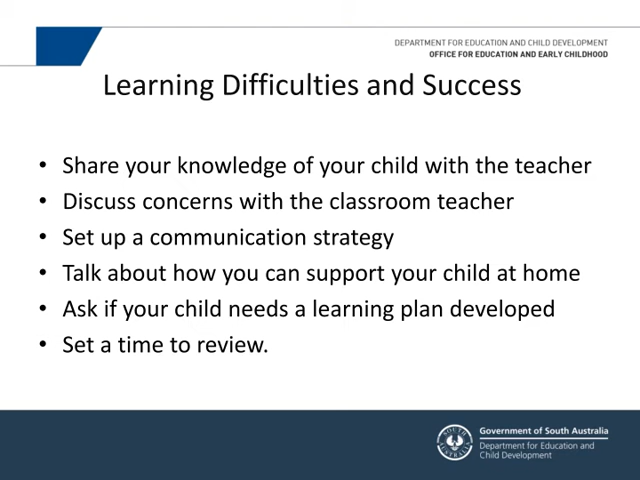 DEPARTMENT FOR EDUCATION AND CHILD DEVELOPMENT
OFFICE FOR EDUCATION AND EARLY CHILDHOOD
Learning Difficulties and Success
• Share your knowledge of your child with the teacher
• Discuss concerns with the classroom teacher
• Set up a communication strategy
• Talk about how you can support your child at home
• Ask if your child needs a learning plan developed
• Set a time to review.
SOUTH AUSTRALIA
Government of South Australia
Department for Education and
Child Development